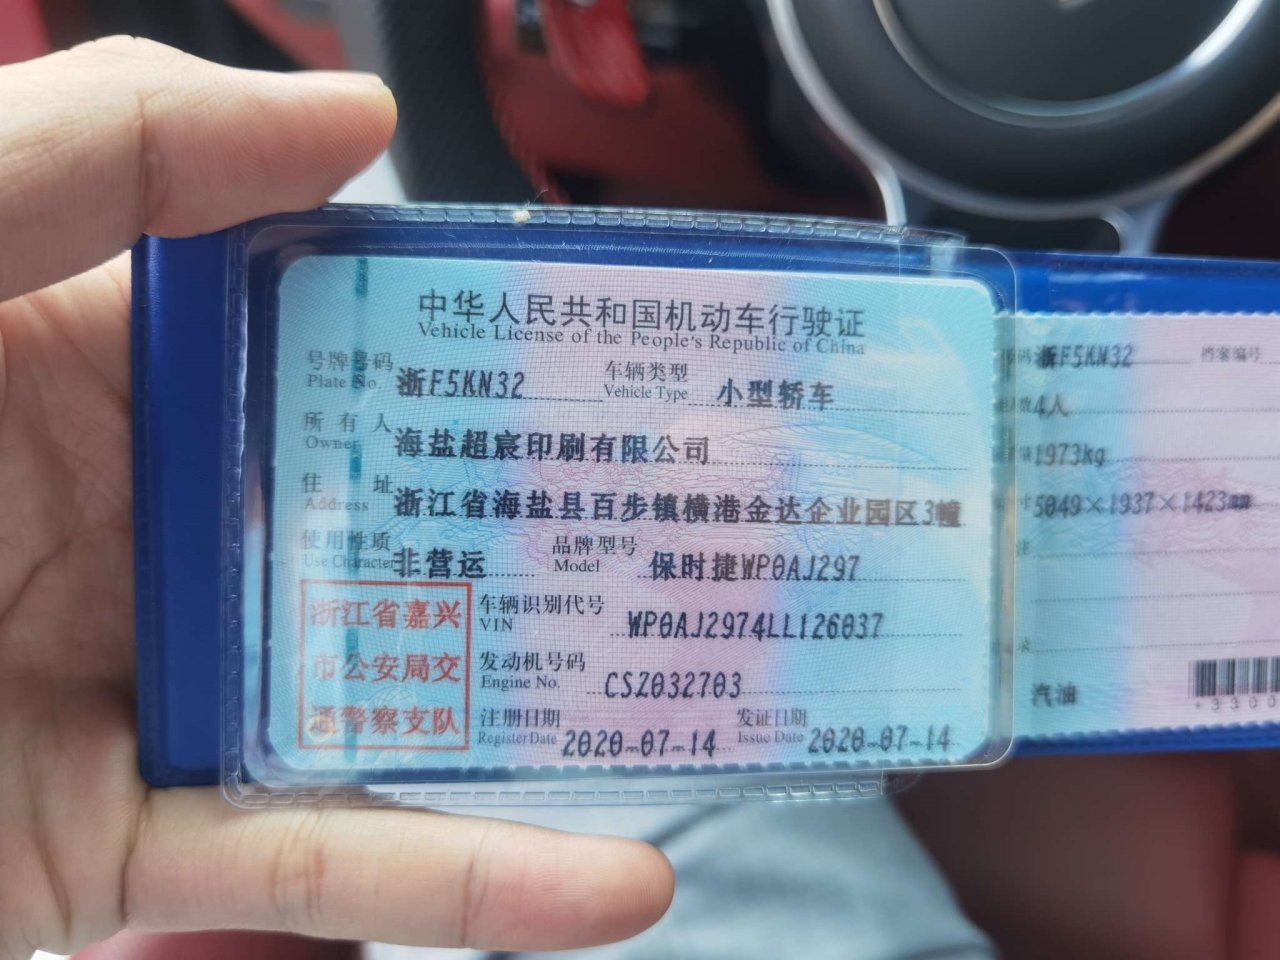 中华人民共和国机动车行驶证
Vehicle License of the People's Republic of China
号牌号码 浙F5KN32 车辆类型 小型轿车
Plate No. Vehicle Type
所有人 海盐超宸印刷有限公司
Owner
住址 浙江省海盐县百步镇横港金达企业园区3幢
Address
使用性质 非营运 品牌型号 保时捷WP0AJ297
Use Character Model
浙江省嘉兴
市公安局交
通警察支队
车辆识别代号 WP0AJ2974LL126037
VIN
发动机号码 CSZ032703
Engine No.
注册日期 2020-07-14 发证日期 2020-07-14
Register Date Issue Date
浙F5KN32 档案编号
4人
1973kg
5049×1937×1423mm
汽油
*3300